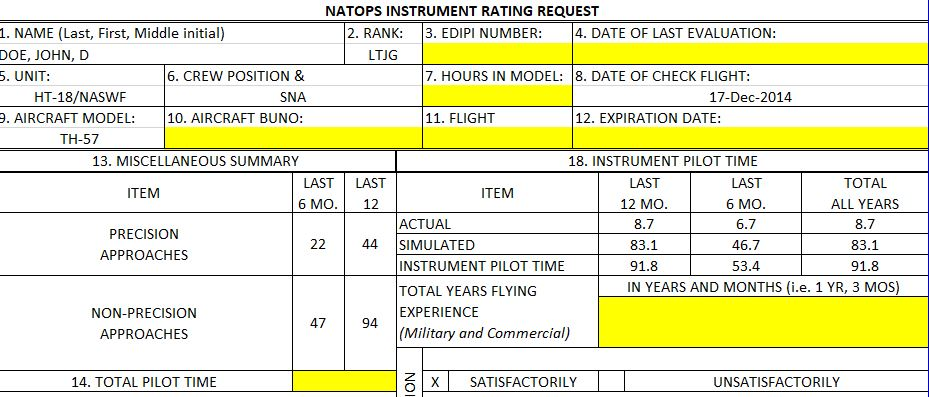 NATOPS INSTRUMENT RATING REQUEST
1. NAME (Last, First, Middle initial) 2. RANK: 3. EDIPI NUMBER: 4. DATE OF LAST EVALUATION:
DOE, JOHN, D LTJG
5. UNIT: 6. CREW POSITION & 7. HOURS IN MODEL: 8. DATE OF CHECK FLIGHT:
HT-18/NASWF SNA 17-Dec-2014
9. AIRCRAFT MODEL: 10. AIRCRAFT BUNO: 11. FLIGHT 12. EXPIRATION DATE:
TH-57
13. MISCELLANEOUS SUMMARY 18. INSTRUMENT PILOT TIME
ITEM LAST 6 MO. LAST 12 ITEM LAST 12 MO. LAST 6 MO. TOTAL ALL YEARS
PRECISION APPROACHES 22 44
ACTUAL 8.7 6.7 8.7
SIMULATED 83.1 46.7 83.1
INSTRUMENT PILOT TIME 91.8 53.4 91.8
NON-PRECISION APPROACHES 47 94
TOTAL YEARS FLYING EXPERIENCE (Military and Commercial) IN YEARS AND MONTHS (i.e. 1 YR, 3 MOS)
14. TOTAL PILOT TIME X SATISFACTORILY UNSATISFACTORILY